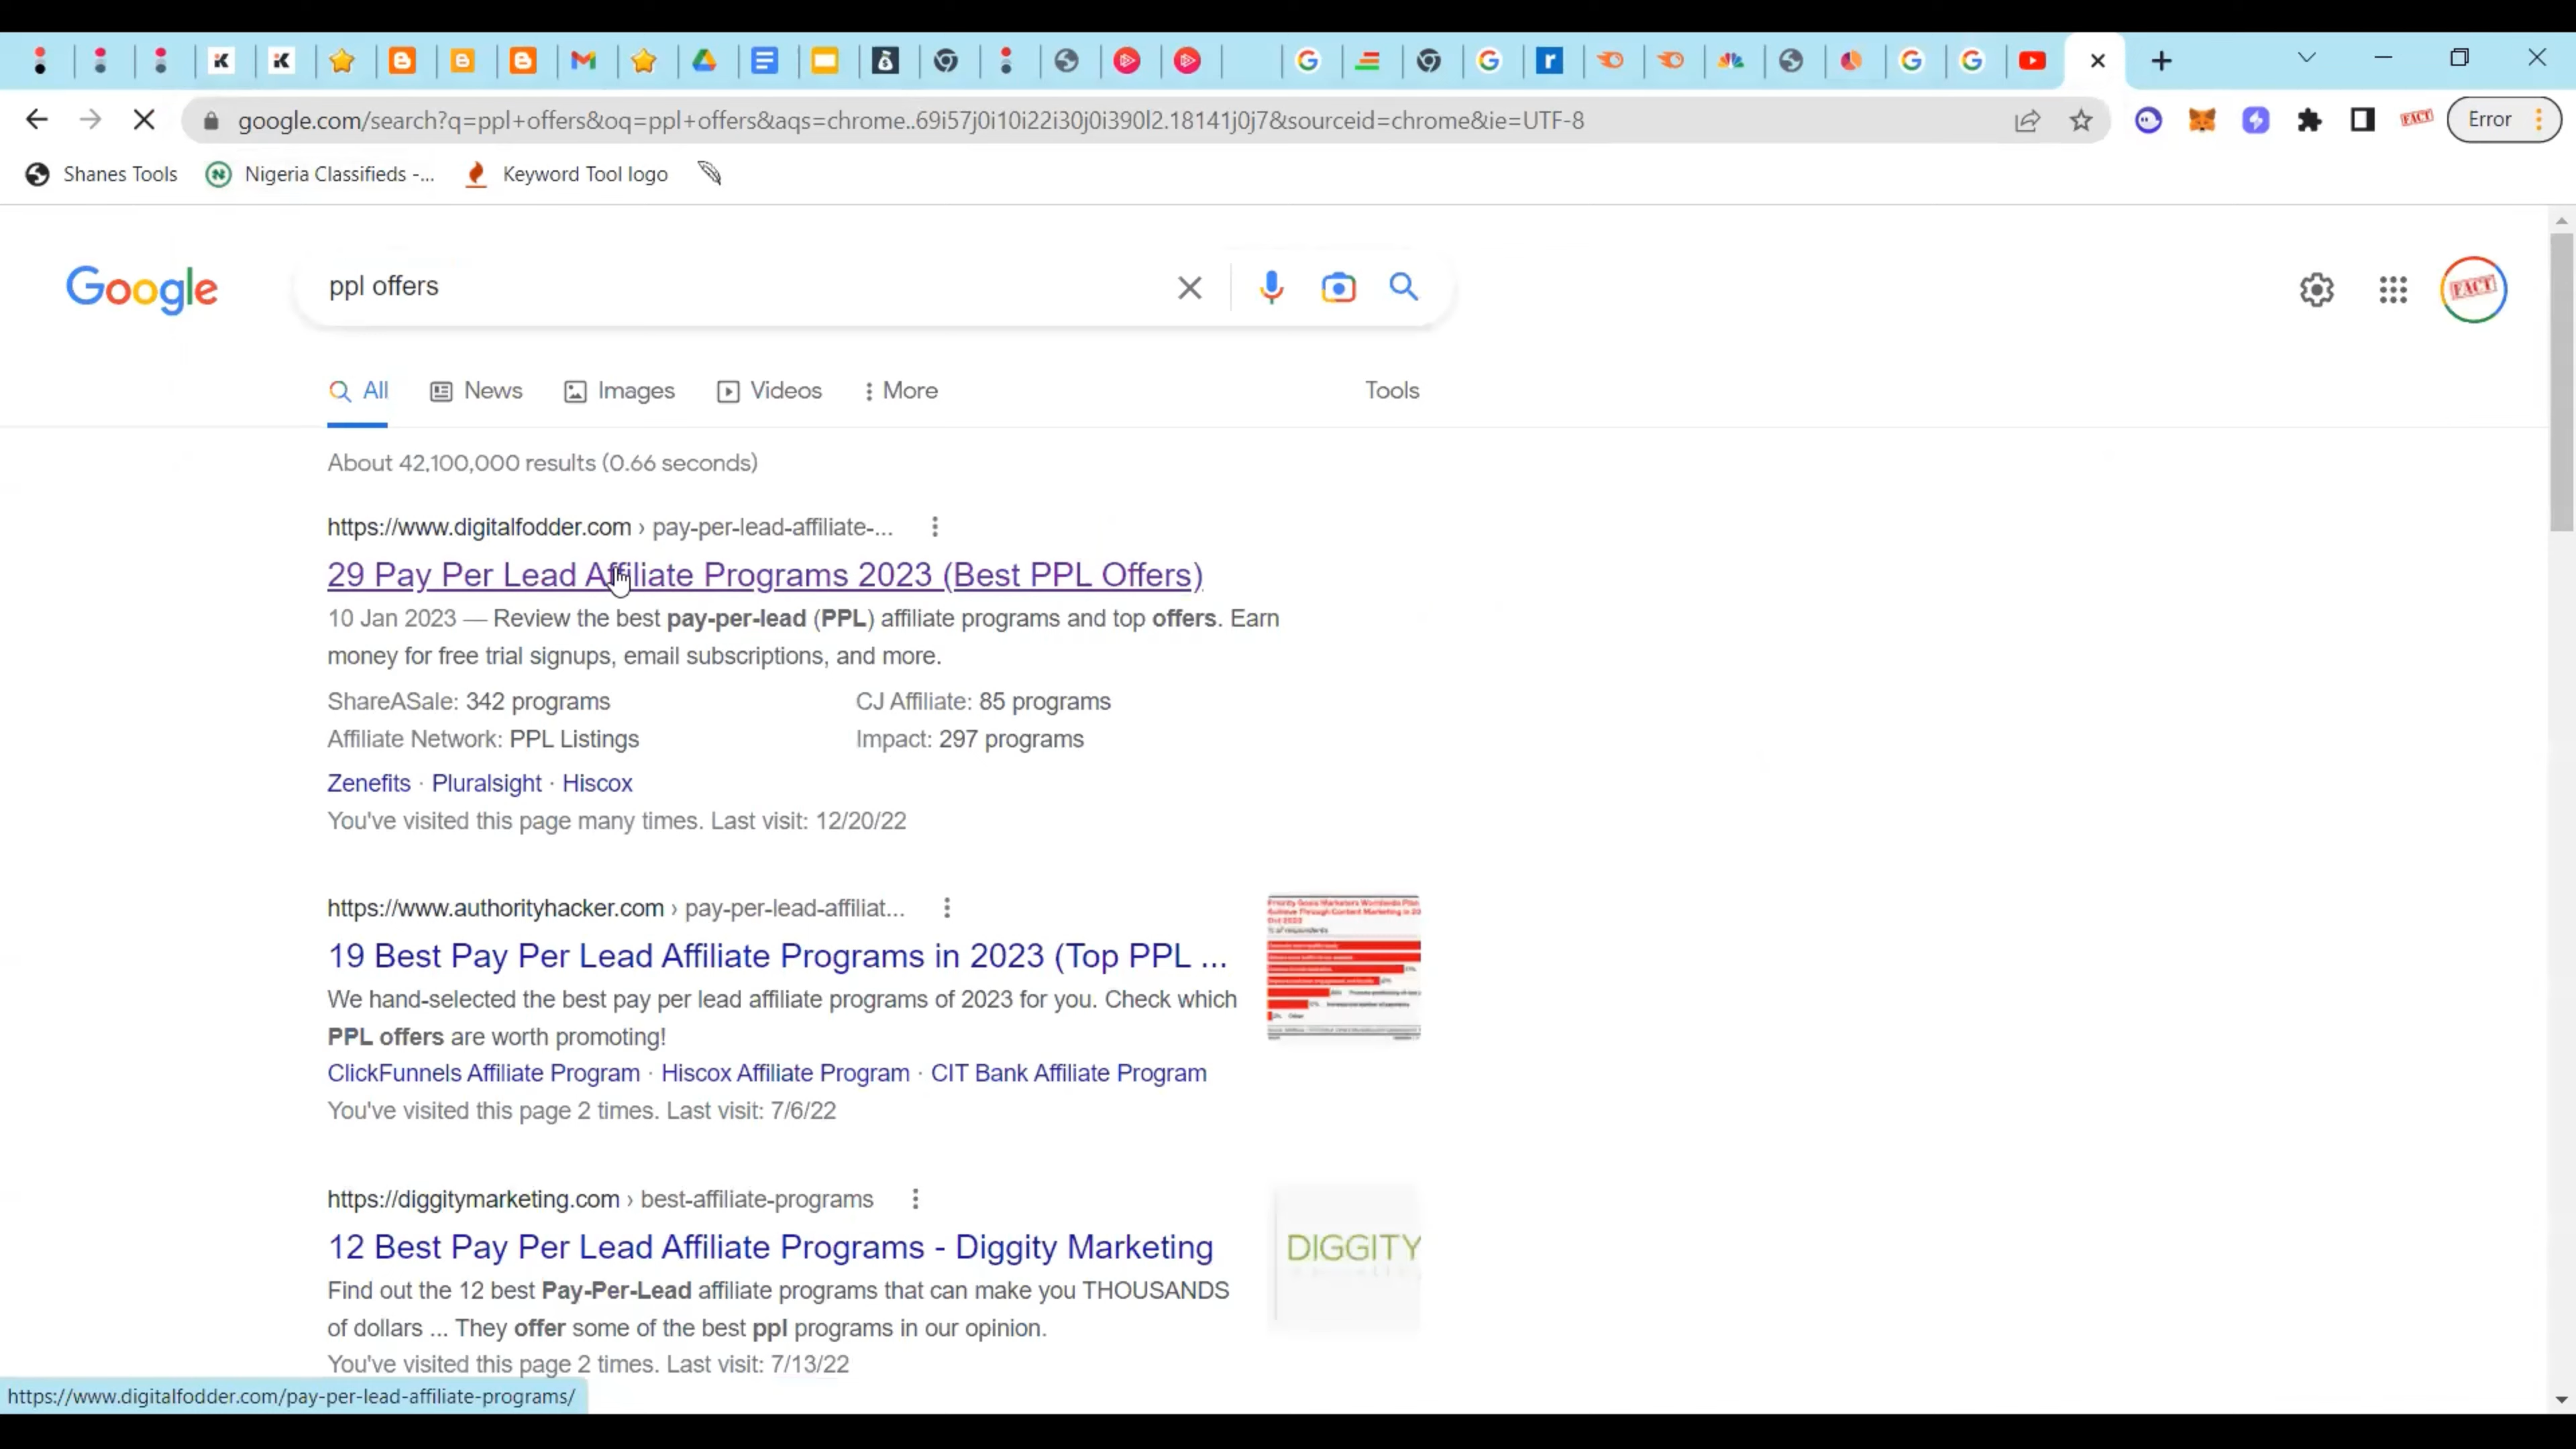 google.com/search?q=ppl+offers&oq=ppl+offers&aqs=chrome..69i57j0i10i22i30j0i390l2.18141j0j7&sourceid=chrome&ie=UTF-8
FACT
Error
Shanes Tools
Nigeria Classifieds -...
Keyword Tool logo
Google
ppl offers
FACT
All
News
Images
Videos
More
Tools
About 42,100,000 results (0.66 seconds)
https://www.digitalfodder.com › pay-per-lead-affiliate-...
29 Pay Per Lead Affiliate Programs 2023 (Best PPL Offers)
10 Jan 2023 — Review the best pay-per-lead (PPL) affiliate programs and top offers. Earn
money for free trial signups, email subscriptions, and more.
ShareASale: 342 programs
CJ Affiliate: 85 programs
Affiliate Network: PPL Listings
Impact: 297 programs
Zenefits · Pluralsight · Hiscox
You've visited this page many times. Last visit: 12/20/22
https://www.authorityhacker.com › pay-per-lead-affiliat...
19 Best Pay Per Lead Affiliate Programs in 2023 (Top PPL ...
We hand-selected the best pay per lead affiliate programs of 2023 for you. Check which
PPL offers are worth promoting!
ClickFunnels Affiliate Program · Hiscox Affiliate Program · CIT Bank Affiliate Program
You've visited this page 2 times. Last visit: 7/6/22
https://diggitymarketing.com › best-affiliate-programs
12 Best Pay Per Lead Affiliate Programs - Diggity Marketing
DIGGITY
Find out the 12 best Pay-Per-Lead affiliate programs that can make you THOUSANDS
of dollars ... They offer some of the best ppl programs in our opinion.
You've visited this page 2 times. Last visit: 7/13/22
https://www.digitalfodder.com/pay-per-lead-affiliate-programs/